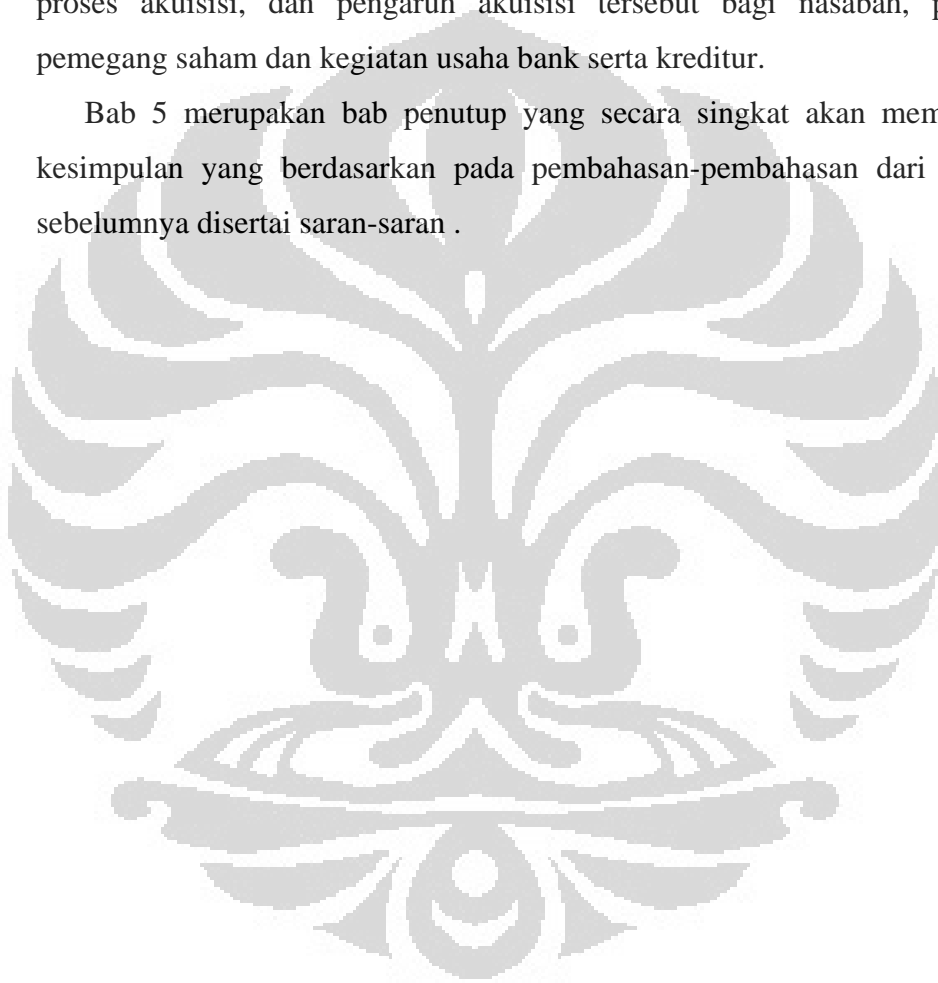 proses akuisisi, dan pengaruh akuisisi tersebut bagi nasabah,
pemegang saham dan kegiatan usaha bank serta kreditur.
Bab 5 merupakan bab penutup yang secara singkat akan
kesimpulan yang berdasarkan pada pembahasan-pembahasan dari
sebelumnya disertai saran-saran .